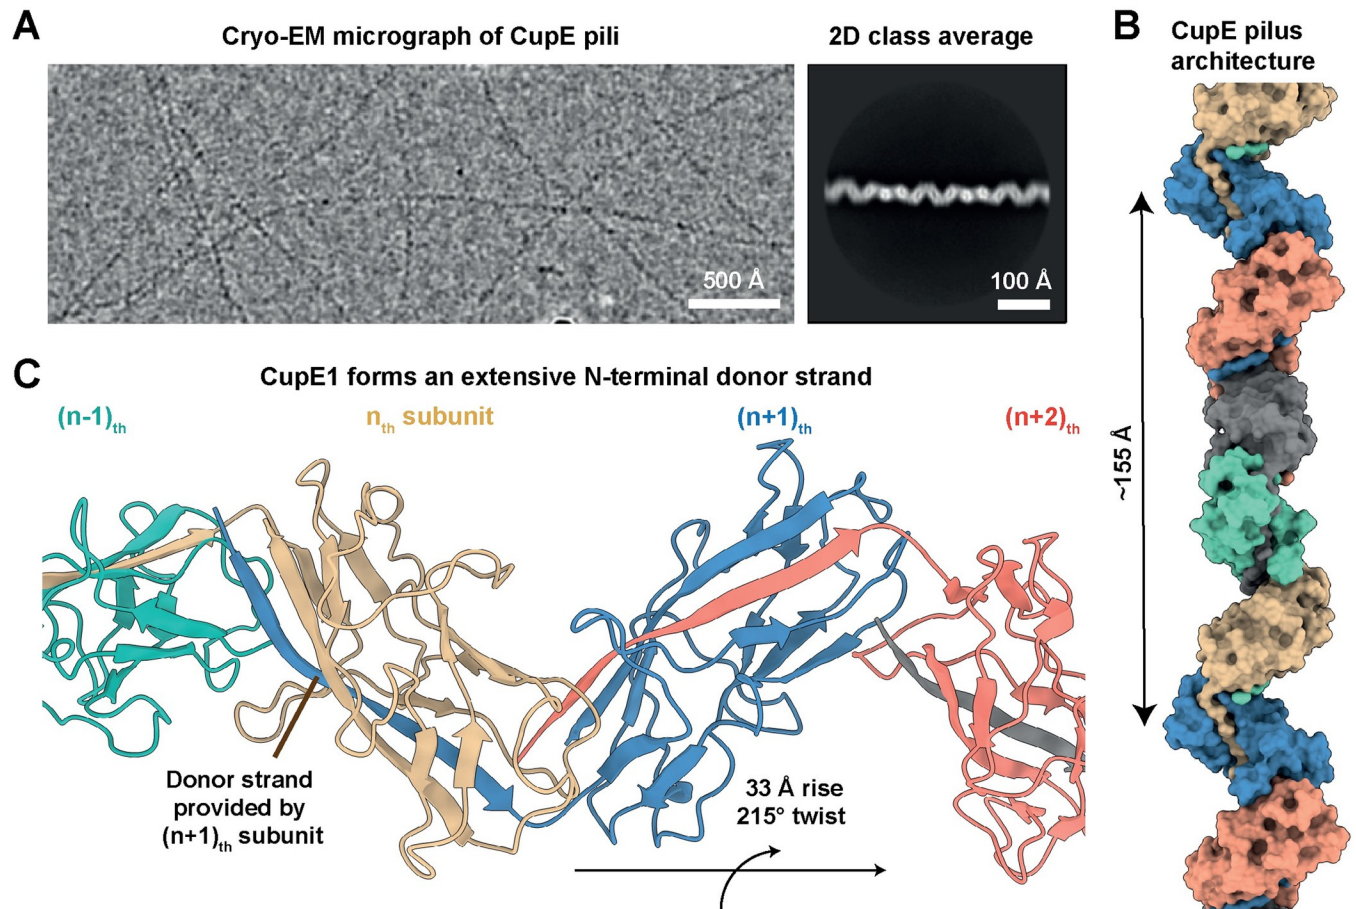 A
Cryo-EM micrograph of CupE pili
2D class average
500 Å
100 Å
B
CupE pilus
architecture
~155 Å
C
CupE1 forms an extensive N-terminal donor strand
(n-1)th
nth subunit
(n+1)th
(n+2)th
Donor strand
provided by
(n+1)th subunit
33 Å rise
215° twist